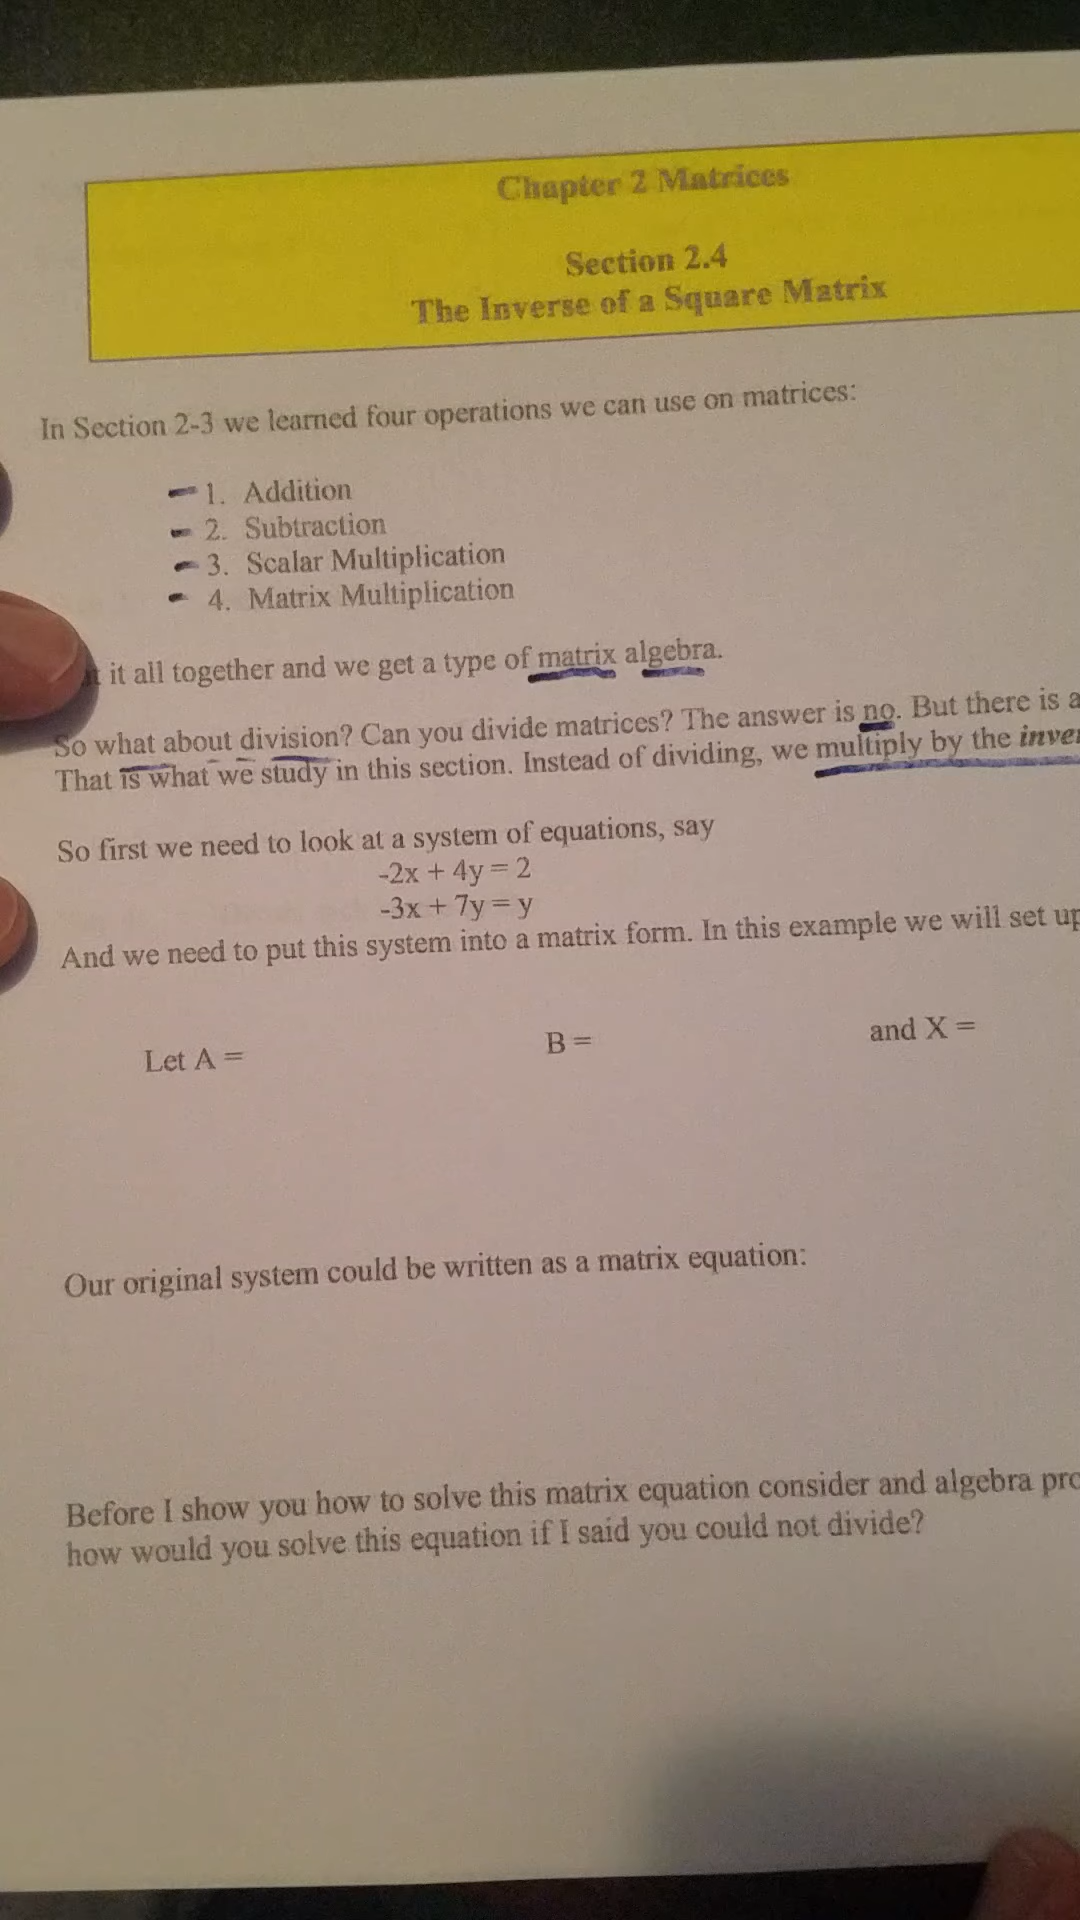 Chapter 2 Matrices
Section 2.4
The Inverse of a Square Matrix
In Section 2-3 we learned four operations we can use on matrices:
1. Addition
2. Subtraction
3. Scalar Multiplication
4. Matrix Multiplication
it all together and we get a type of matrix algebra.
So what about division? Can you divide matrices? The answer is no. But there is a
That is what we study in this section. Instead of dividing, we multiply by the
So first we need to look at a system of equations, say
-2x + 4y = 2
-3x + 7y = y
And we need to put this system into a matrix form. In this example we will set up
Let A = B = and X =
Our original system could be written as a matrix equation:
Before I show you how to solve this matrix equation consider and algebra
how would you solve this equation if I said you could not divide?